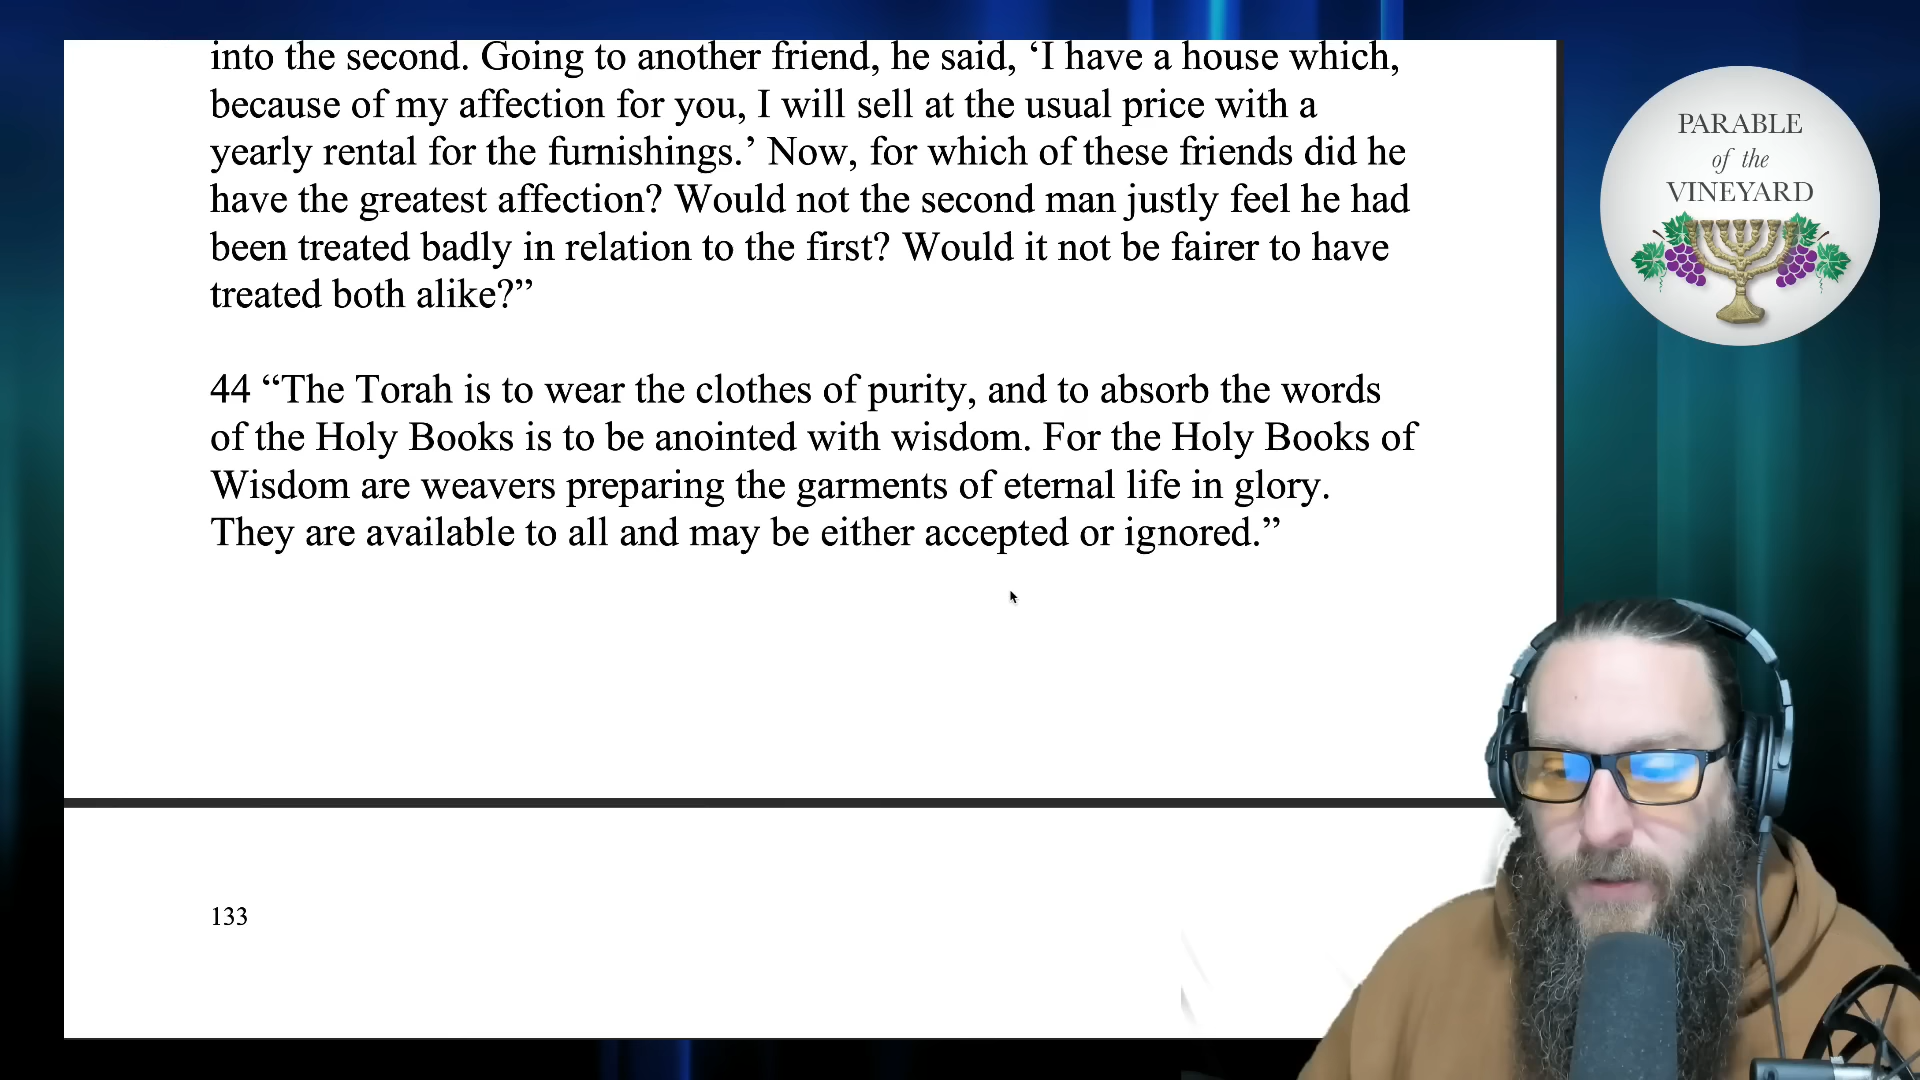 into the second. Going to another friend, he said, ‘I have a house which,
because of my affection for you, I will sell at the usual price with a
yearly rental for the furnishings.’ Now, for which of these friends did he
have the greatest affection? Would not the second man justly feel he had
been treated badly in relation to the first? Would it not be fairer to have
treated both alike?”
44 “The Torah is to wear the clothes of purity, and to absorb the words
of the Holy Books is to be anointed with wisdom. For the Holy Books of
Wisdom are weavers preparing the garments of eternal life in glory.
They are available to all and may be either accepted or ignored.”
133
PARABLE
of the
VINEYARD